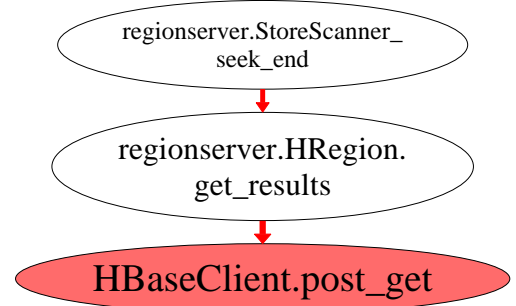 regionserver.StoreScanner_
seek_end
regionserver.HRegion.
get_results
HBaseClient.post_get